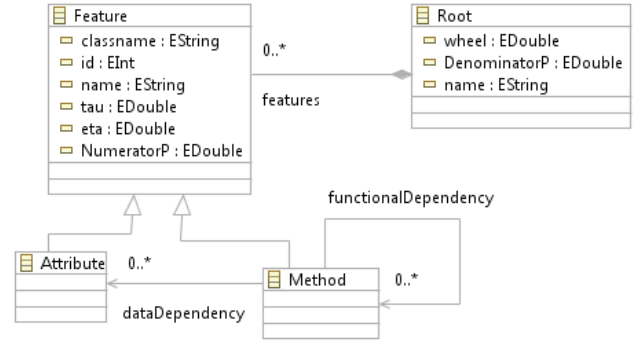 Feature
classname : EString
id : EInt
name : EString
tau : EDouble
eta : EDouble
NumeratorP : EDouble
0..*
features
Root
wheel : EDouble
DenominatorP : EDouble
name : EString
functionalDependency
Attribute
0..*
dataDependency
Method
0..*